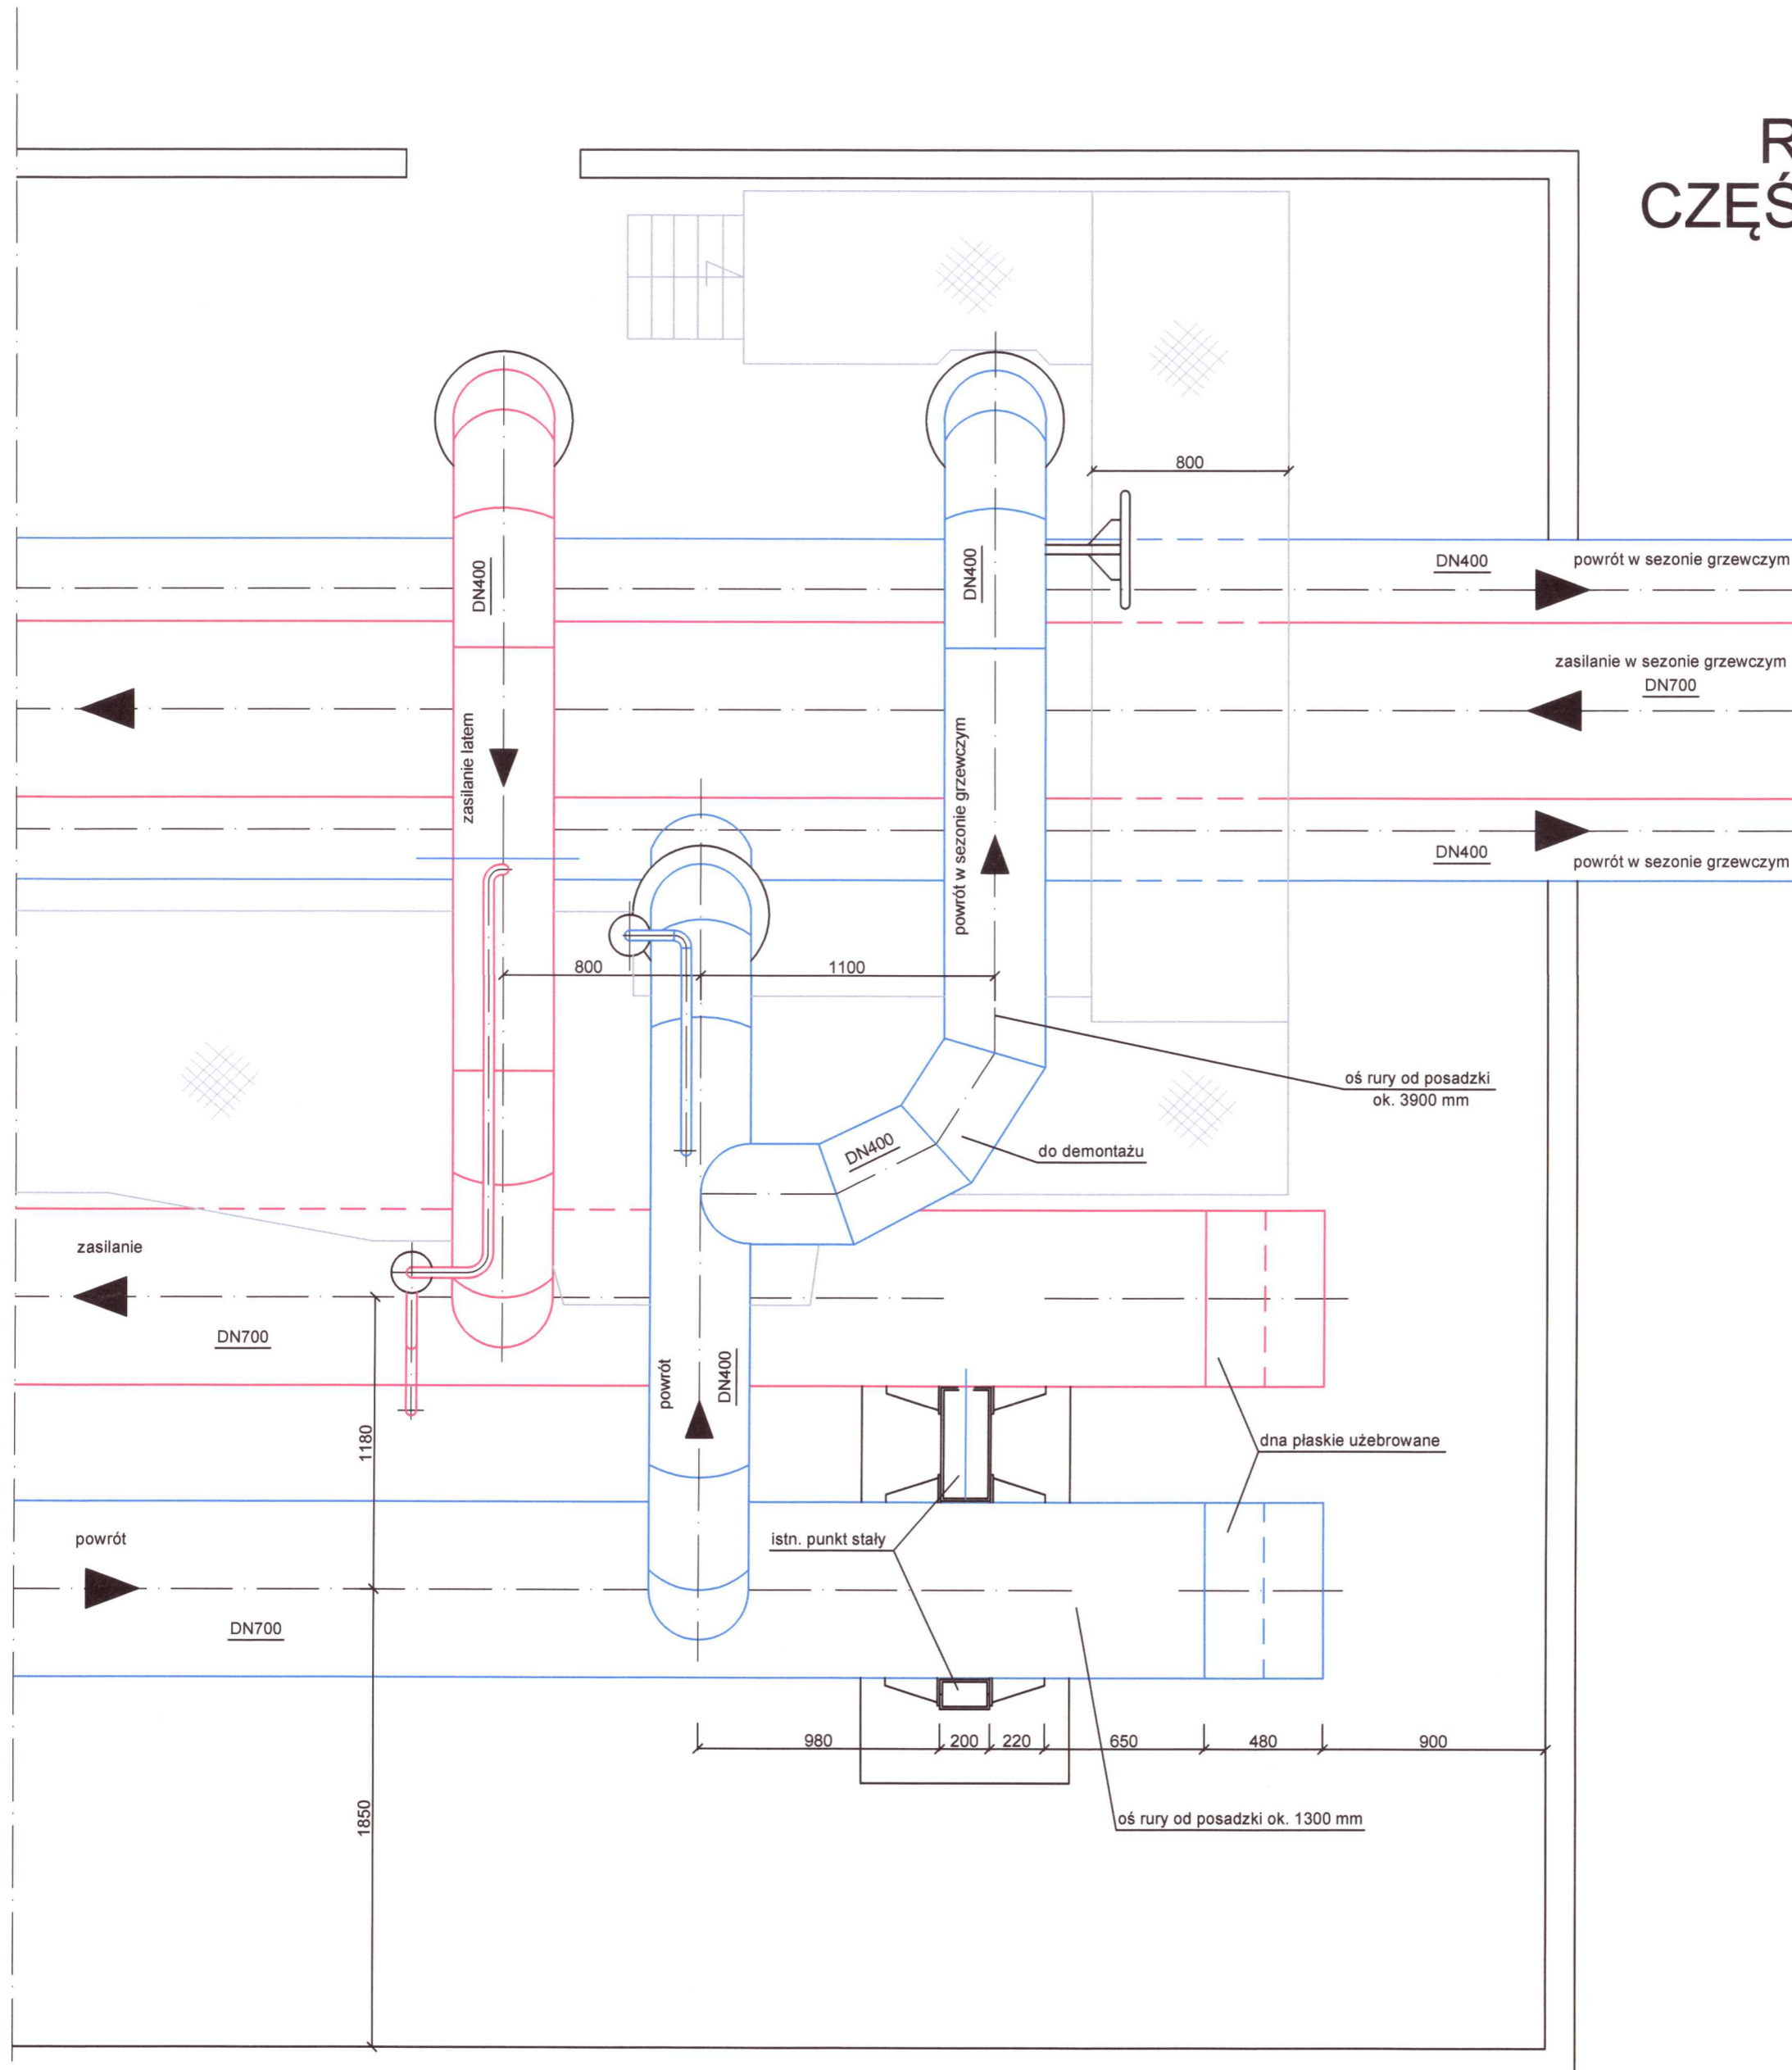 R
CZĘŚ
800
DN400
DN400
DN400
powrót w sezonie grzewczym
zasilanie w sezonie grzewczym
DN700
zasilanie latem
powrót w sezonie grzewczym
DN400
powrót w sezonie grzewczym
800
1100
oś rury od posadzki
ok. 3900 mm
DN400
do demontażu
zasilanie
DN700
powrót
DN400
1180
dna płaskie użebrowane
powrót
istn. punkt stały
DN700
980
200
220
650
480
900
1850
oś rury od posadzki ok. 1300 mm